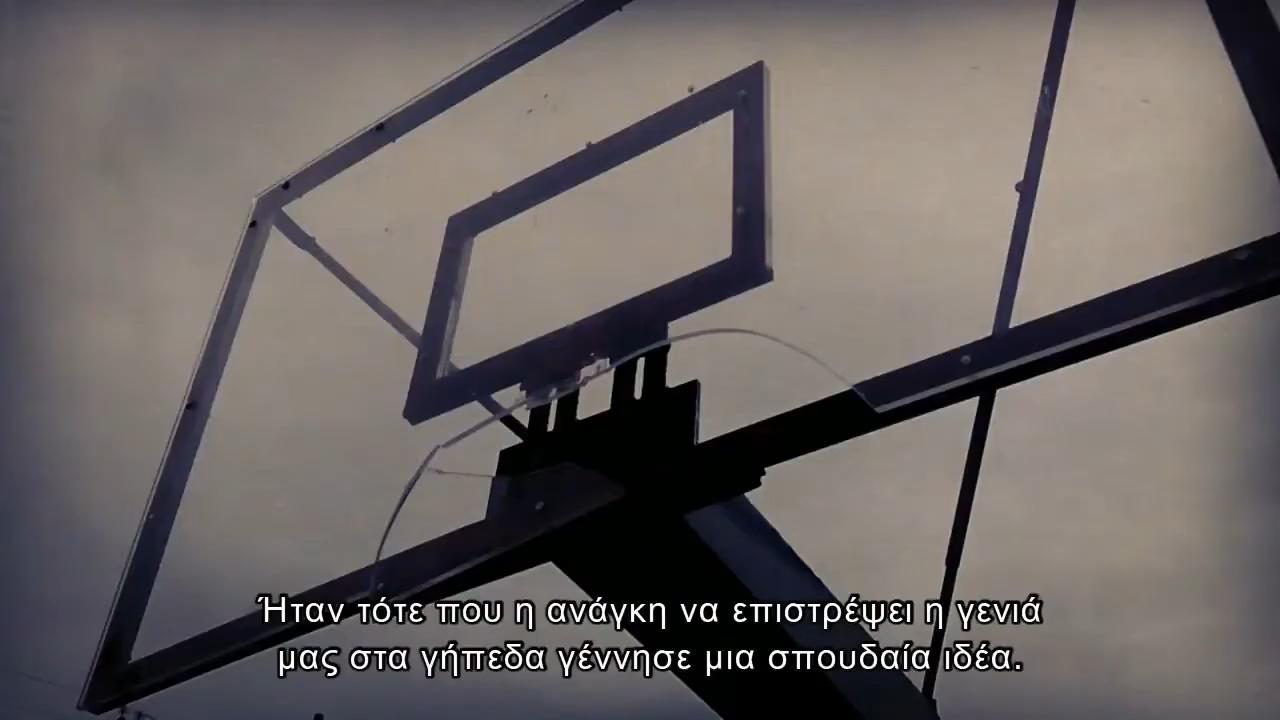 Ήταν τότε που η ανάγκη να επιστρέψει η γενιά
μας στα γήπεδα γέννησε μια σπουδαία ιδέα.